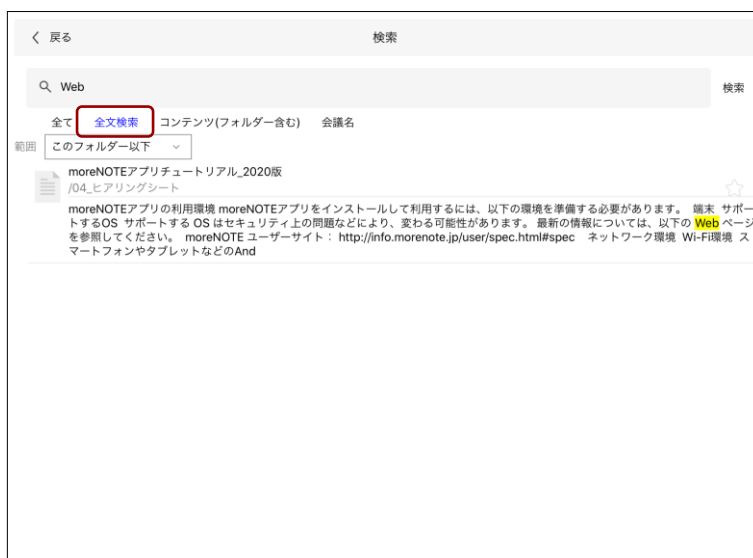 戻る 検索
Web 検索
全て 全文検索 コンテンツ(フォルダー含む) 会議名
範囲 このフォルダー以下
moreNOTEアプリチュートリアル_2020版
/04_ヒアリングシート
moreNOTEアプリの利用環境 moreNOTEアプリをインストールして利用するには、以下の環境を準備する必要があります。 端末 サポー
トするOS サポートする OS はセキュリティ上の問題などにより、変わる可能性があります。 最新の情報については、以下の Web ページ
を参照してください。 moreNOTE ユーザーサイト： http://info.morenote.jp/user/spec.html#spec ネットワーク環境 Wi-Fi環境 ス
マートフォンやタブレットなどのAnd